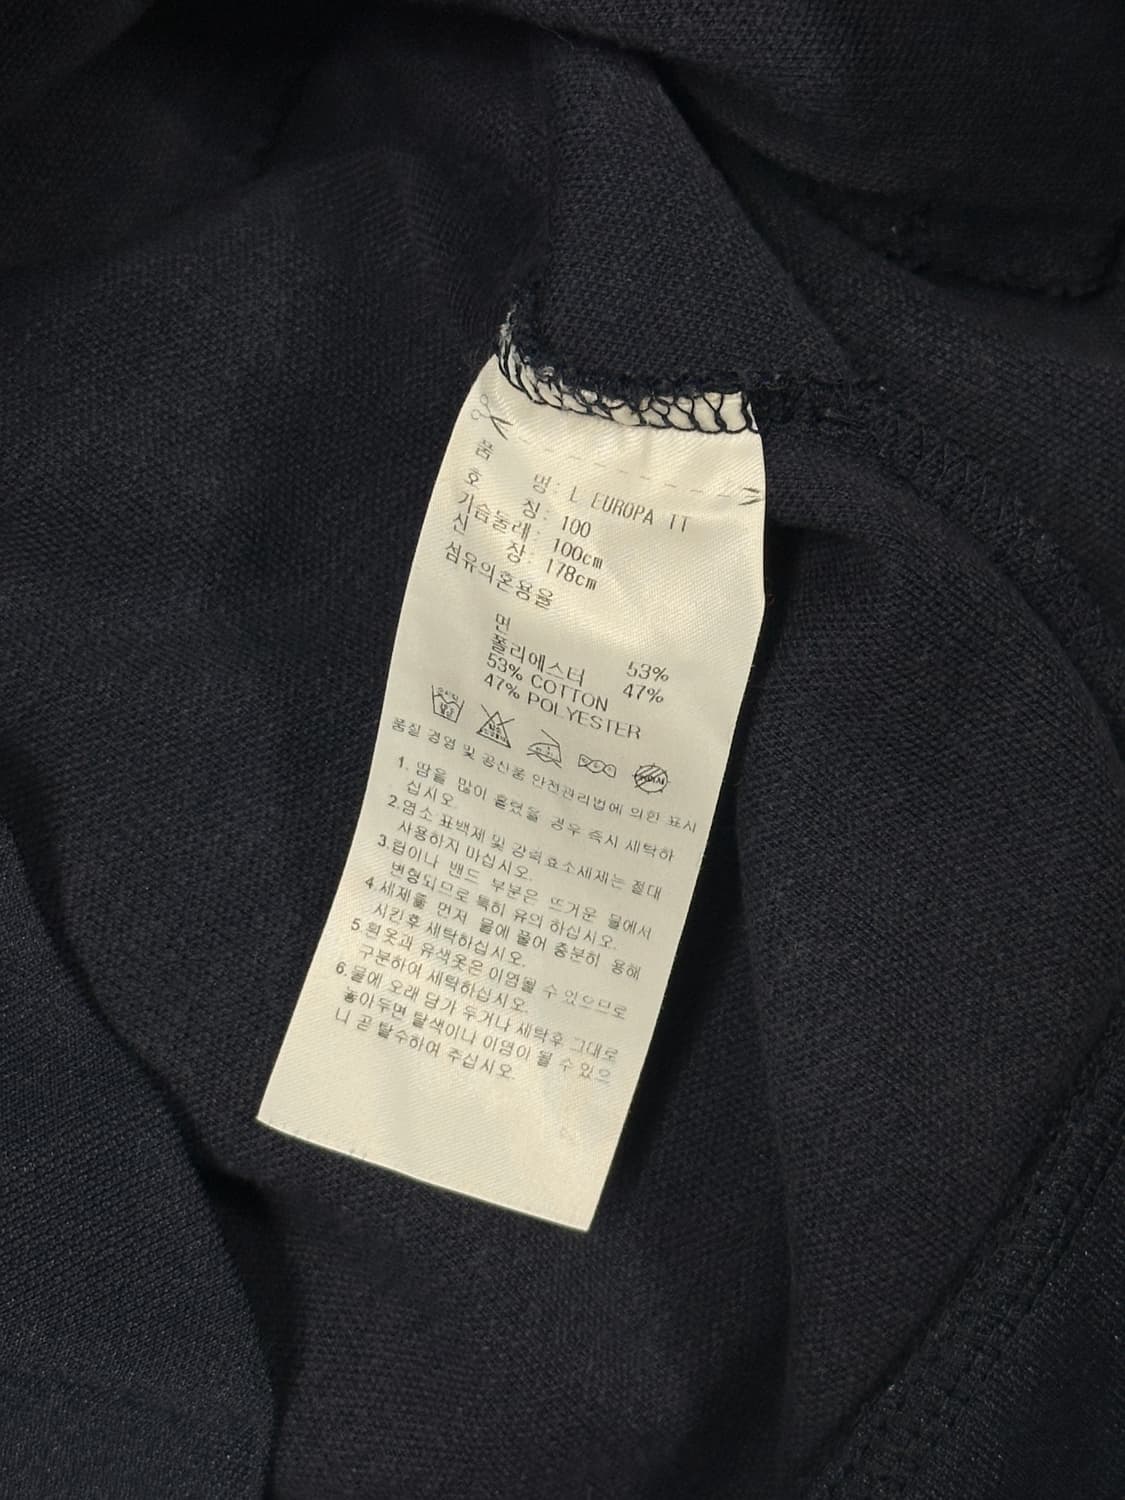 품 명 : L EUROPA TT
호 칭 : 100
가슴둘레 : 100cm
신 장 : 178cm
섬유의혼용율
면 53%
폴리에스터 47%
53% COTTON
47% POLYESTER
품질 경영 및 공산품 안전관리법에 의한 표시
1. 땀을 많이 흘렸을 경우 즉시 세탁하
십시오.
2.염소 표백제 및 강력효소세제는 절대
사용하지 마십시오.
3.립이나 밴드 부분은 뜨거운 물에서
변형되므로 특히 유의 하십시오.
4.세제를 먼저 물에 풀어 충분히 용해
시킨후 세탁하십시오.
5.흰옷과 유색옷은 이염될 수 있으므로
구분하여 세탁하십시오.
6.물에 오래 담가 두거나 세탁후 그대로
놓아두면 탈색이나 이염이 될 수 있으
니 곧 탈수하여 주십시오.